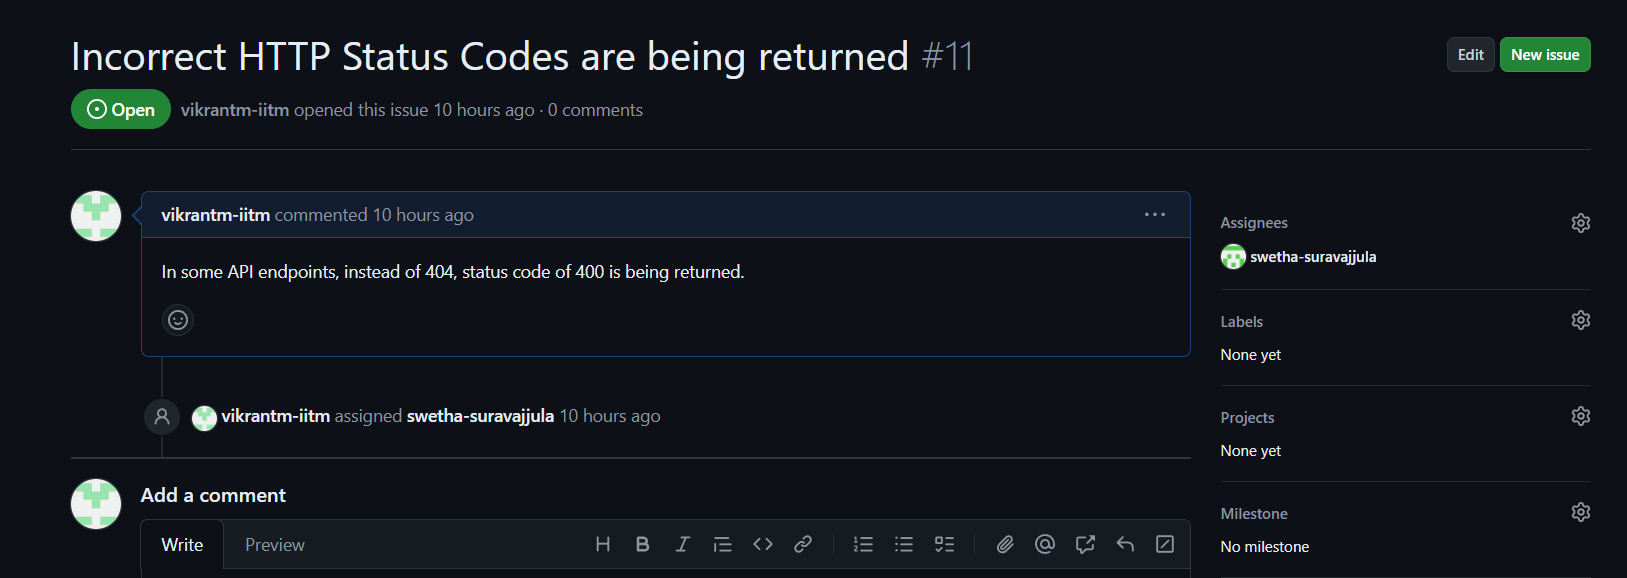 Incorrect HTTP Status Codes are being returned #11
Edit
New issue
Open
vikrantm-iitm opened this issue 10 hours ago · 0 comments
vikrantm-iitm commented 10 hours ago
In some API endpoints, instead of 404, status code of 400 is being returned.
vikrantm-iitm assigned swetha-suravajjula 10 hours ago
Add a comment
Write
Preview
Assignees
swetha-suravajjula
Labels
None yet
Projects
None yet
Milestone
No milestone